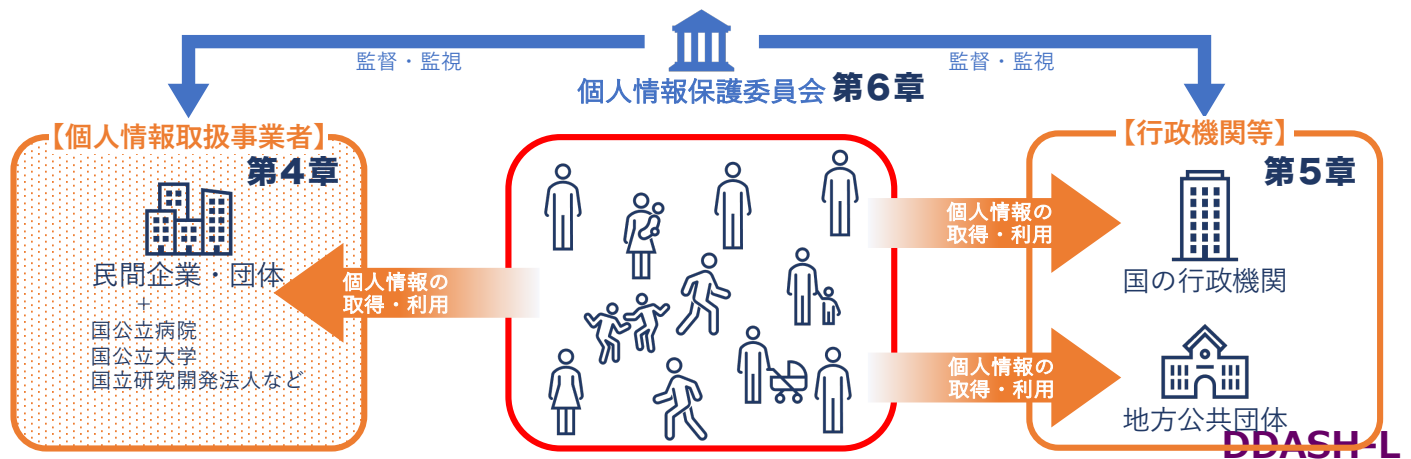 監督・監視
監督・監視
個人情報保護委員会 第6章
【個人情報取扱事業者】
第4章
民間企業・団体
+
国公立病院
国公立大学
国立研究開発法人など
個人情報の
取得・利用
【行政機関等】
第5章
個人情報の
取得・利用
国の行政機関
個人情報の
取得・利用
地方公共団体
DDASH-L